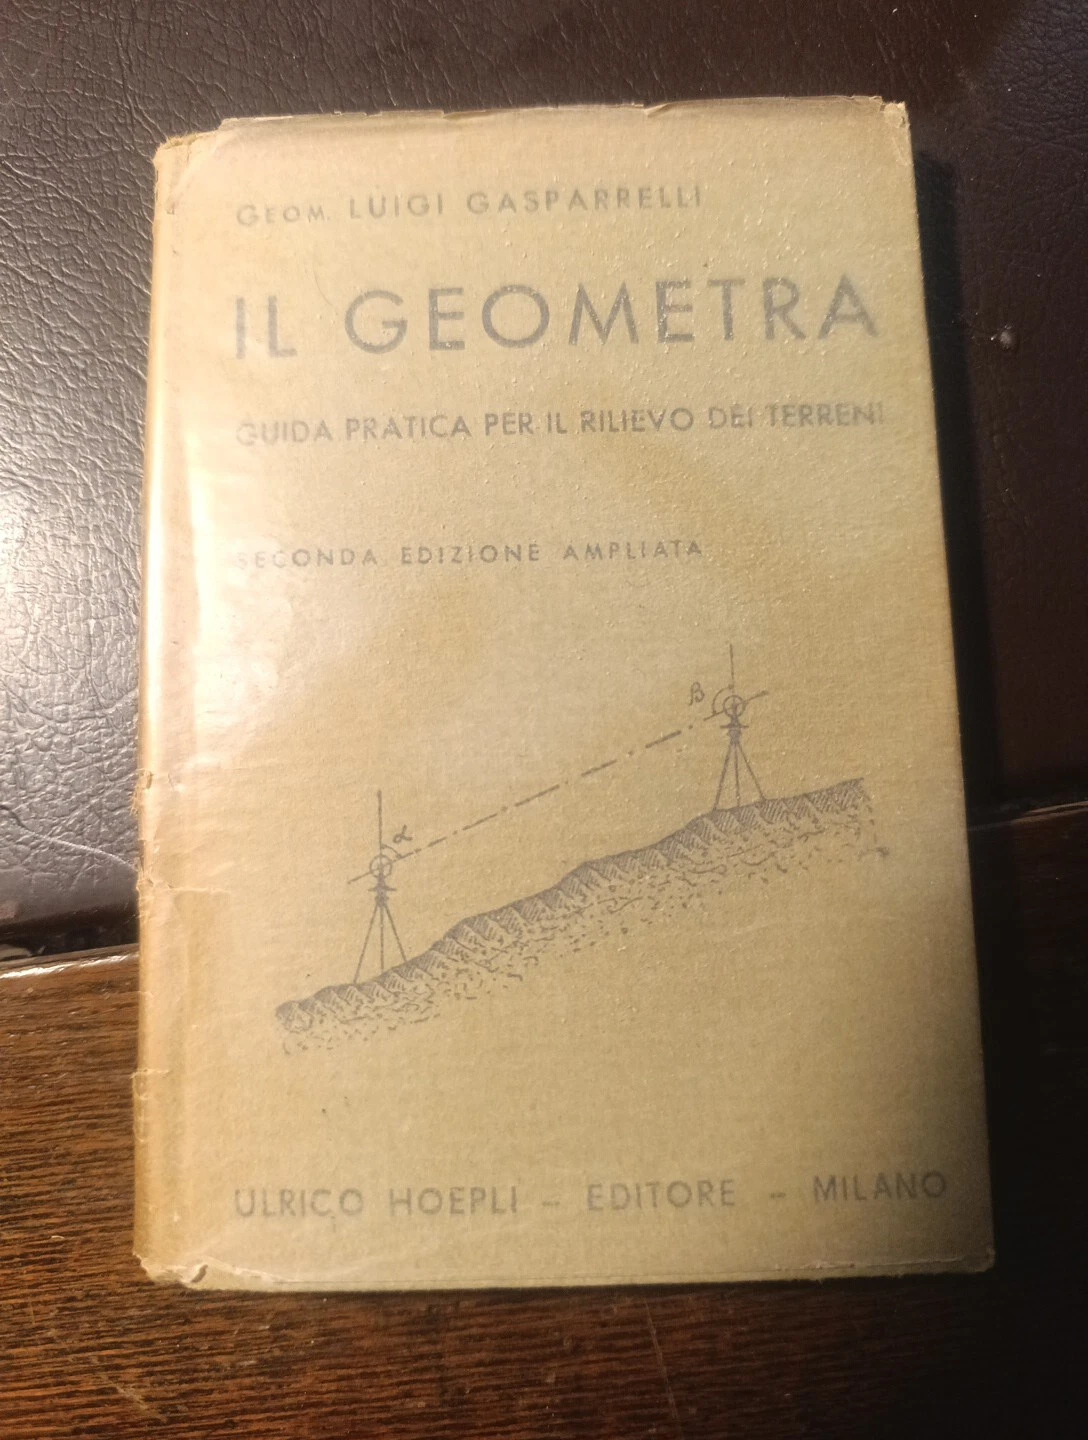 GEOM. LUIGI GASPARRELLI
IL GEOMETRA
GUIDA PRATICA PER IL RILIEVO DEI TERRENI
SECONDA EDIZIONE AMPLIATA
β
α
ULRICO HOEPLI - EDITORE - MILANO